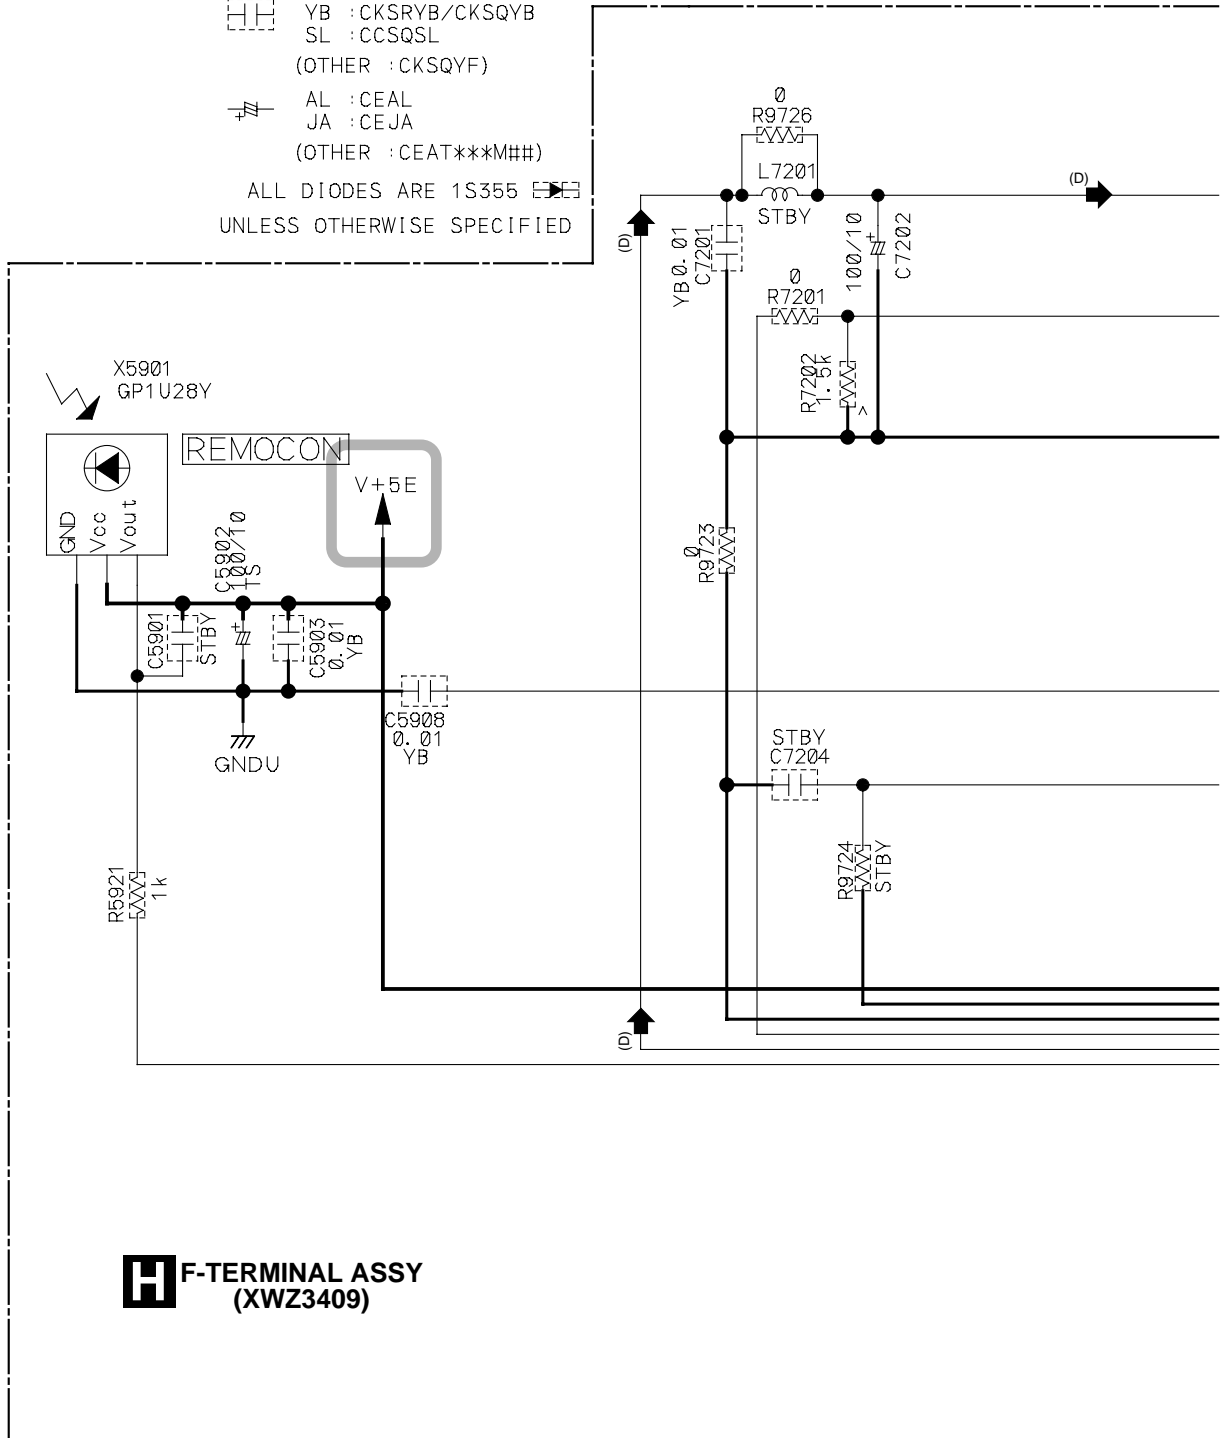 YB :CKSRYB/CKSQYB
SL :CCSQSL
(OTHER :CKSQYF)
AL :CEAL
JA :CEJA
(OTHER :CEAT***M##)
ALL DIODES ARE 1S355
UNLESS OTHERWISE SPECIFIED
0
R9726
L7201
STBY
(D)
(D)
YB 0.01
C7201
100/10
+
C7202
0
R7201
R7202
1.5k
>
X5901
GP1U28Y
REMOCON
V+5E
GND
Vcc
Vout
C5902
100/10
TS
0
R9723
C5901
STBY
+
C5903
0.01
YB
GNDU
C5908
0.01
YB
STBY
C7204
R9724
STBY
R5921
1k
(D)
H F-TERMINAL ASSY
(XWZ3409)